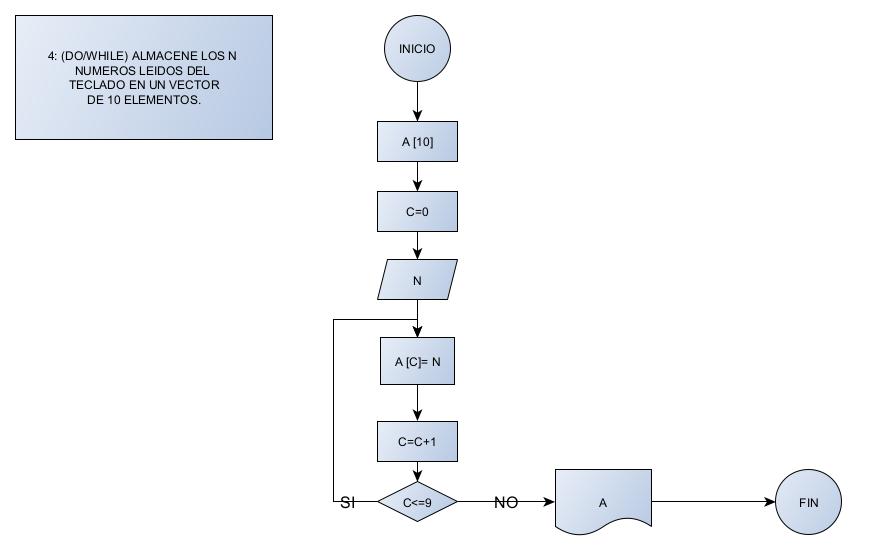 4: (DO/WHILE) ALMACENE LOS N
NUMEROS LEIDOS DEL
TECLADO EN UN VECTOR
DE 10 ELEMENTOS.
INICIO
A [10]
C=0
N
A [C]= N
C=C+1
SI
C<=9
NO
A
FIN